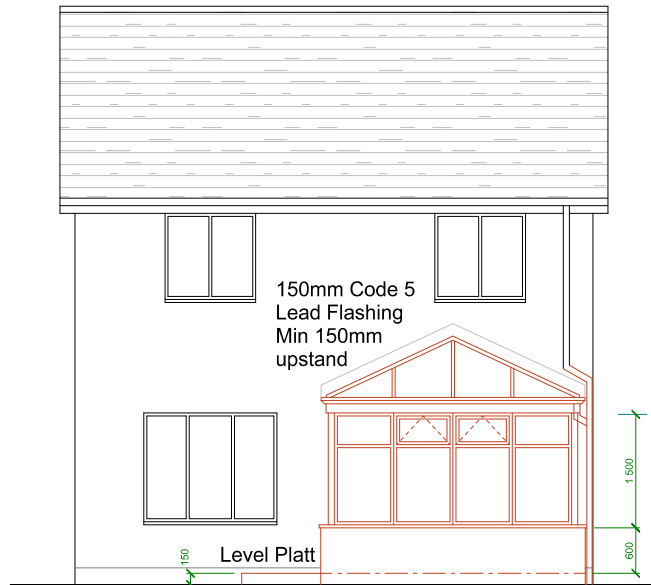 150mm Code 5
Lead Flashing
Min 150mm
upstand
1 500
Level Platt
150
600